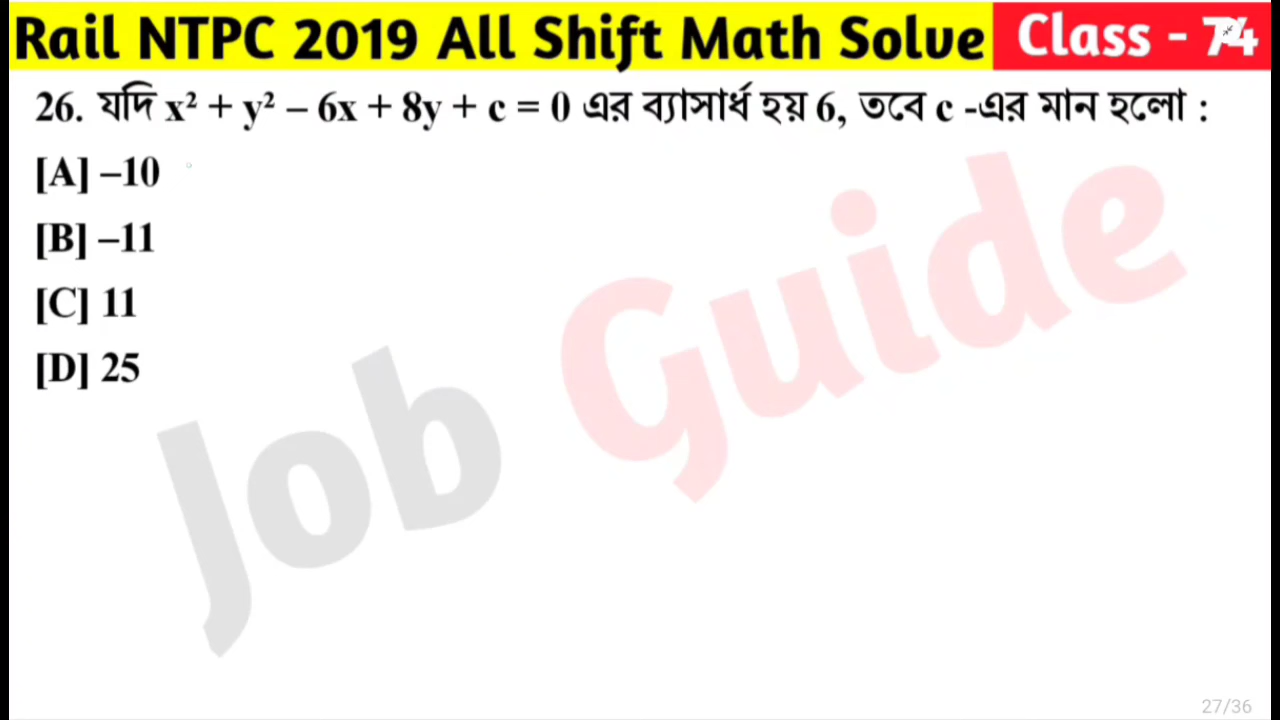 Rail NTPC 2019 All Shift Math Solve Class - 74
26. যদি x² + y² – 6x + 8y + c = 0 এর ব্যাসার্ধ হয় 6, তবে c -এর মান হলো :
[A] –10
[B] –11
[C] 11
[D] 25
Job Guide
27/36